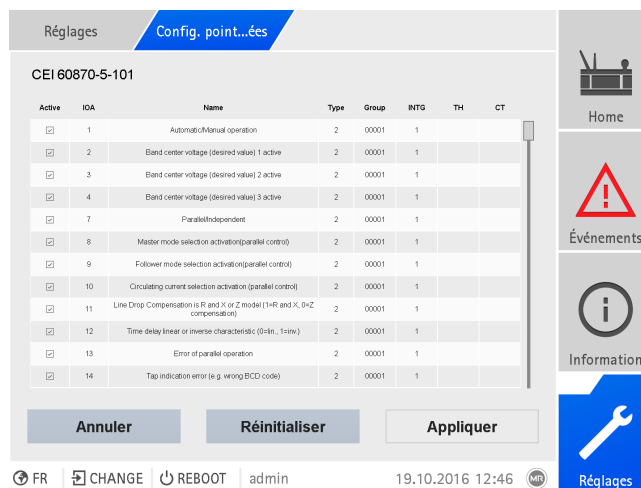 Réglages
Config. point...ées
CEI 60870-5-101
Active IOA Name Type Group INTG TH CT
1 Automatic/Manual operation 2 00001 1
2 Band center voltage (desired value) 1 active 2 00001 1
3 Band center voltage (desired value) 2 active 2 00001 1
4 Band center voltage (desired value) 3 active 2 00001 1
7 Parallel/Independent 2 00001 1
8 Master mode selection activation(parallel control) 2 00001 1
9 Follower mode selection activation(parallel control) 2 00001 1
10 Circulating current selection activation (parallel control) 2 00001 1
11 Line Drop Compensation is R and X or Z model (1=R and X, 0=Z
compensation) 2 00001 1
12 Time delay linear or inverse characteristic (0=lin., 1=inv.) 2 00001 1
13 Error of parallel operation 2 00001 1
14 Tap indication error (e.g. wrong BCD code) 2 00001 1
Annuler
Réinitialiser
Appliquer
FR CHANGE REBOOT admin 19.10.2016 12:46 MR
Home
Événements
Information
Réglages